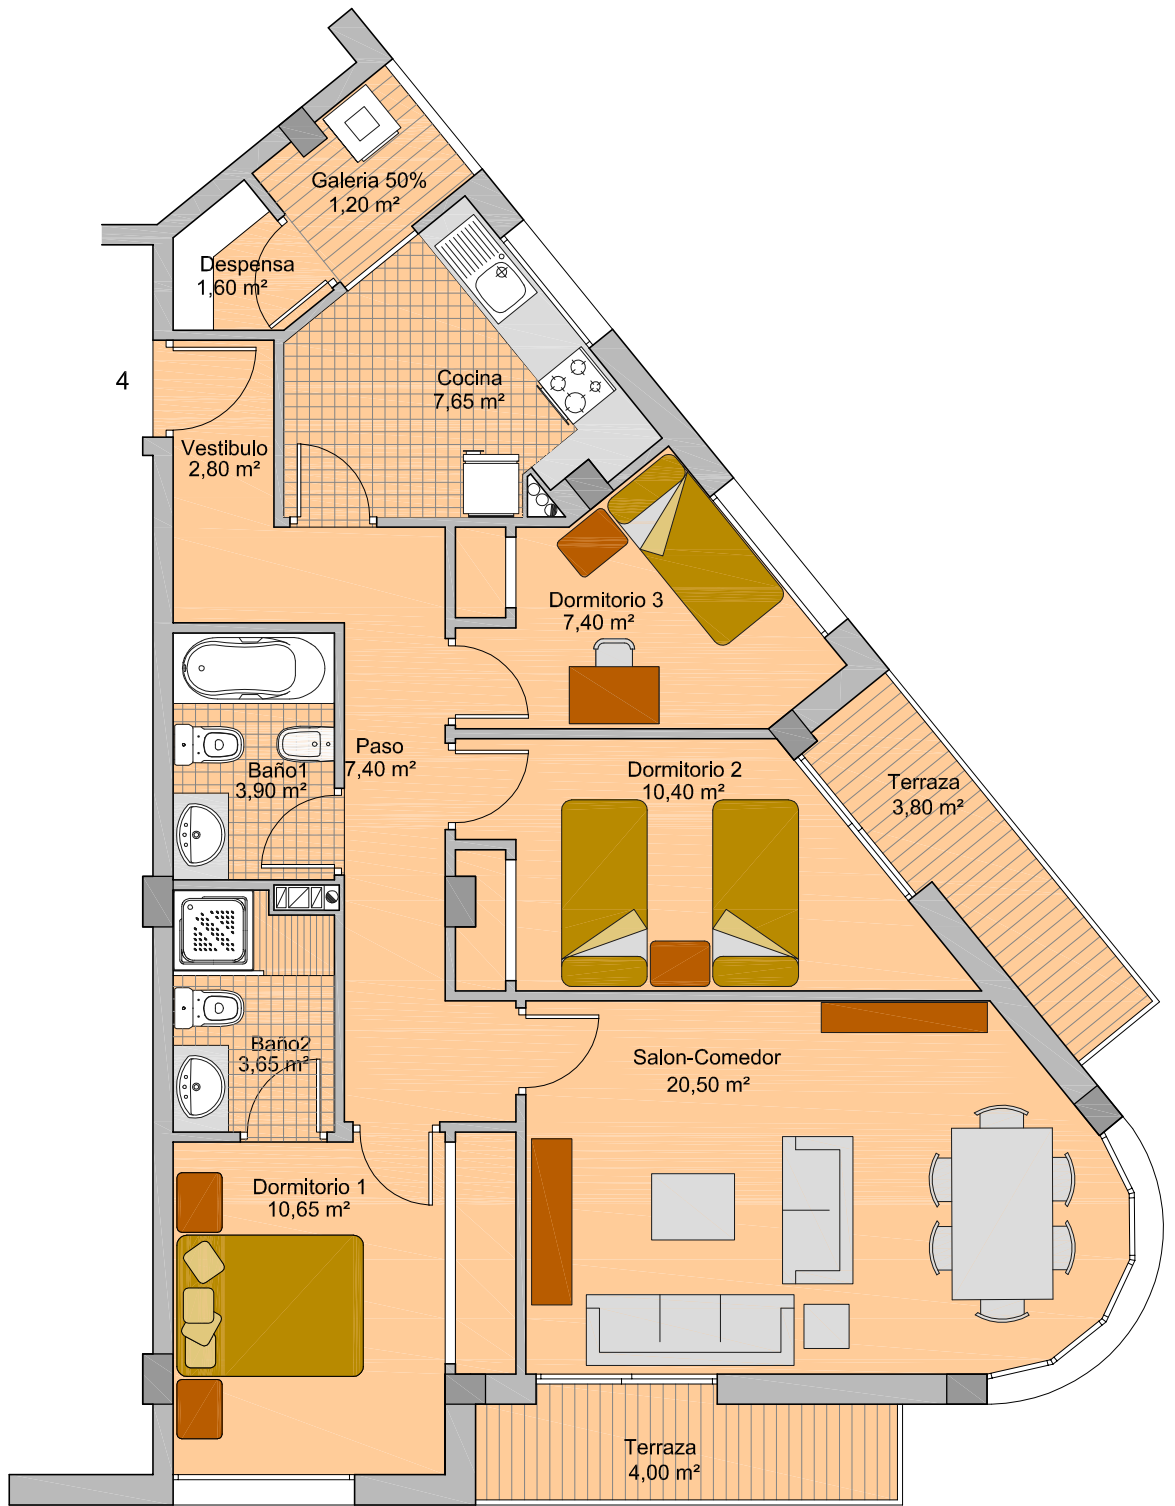 Galeria 50%
1,20 m²
Despensa
1,60 m²
4
Cocina
7,65 m²
Vestibulo
2,80 m²
Dormitorio 3
7,40 m²
Paso
7,40 m²
Baño1
3,90 m²
Dormitorio 2
10,40 m²
Terraza
3,80 m²
Baño2
3,65 m²
Salon-Comedor
20,50 m²
Dormitorio 1
10,65 m²
Terraza
4,00 m²